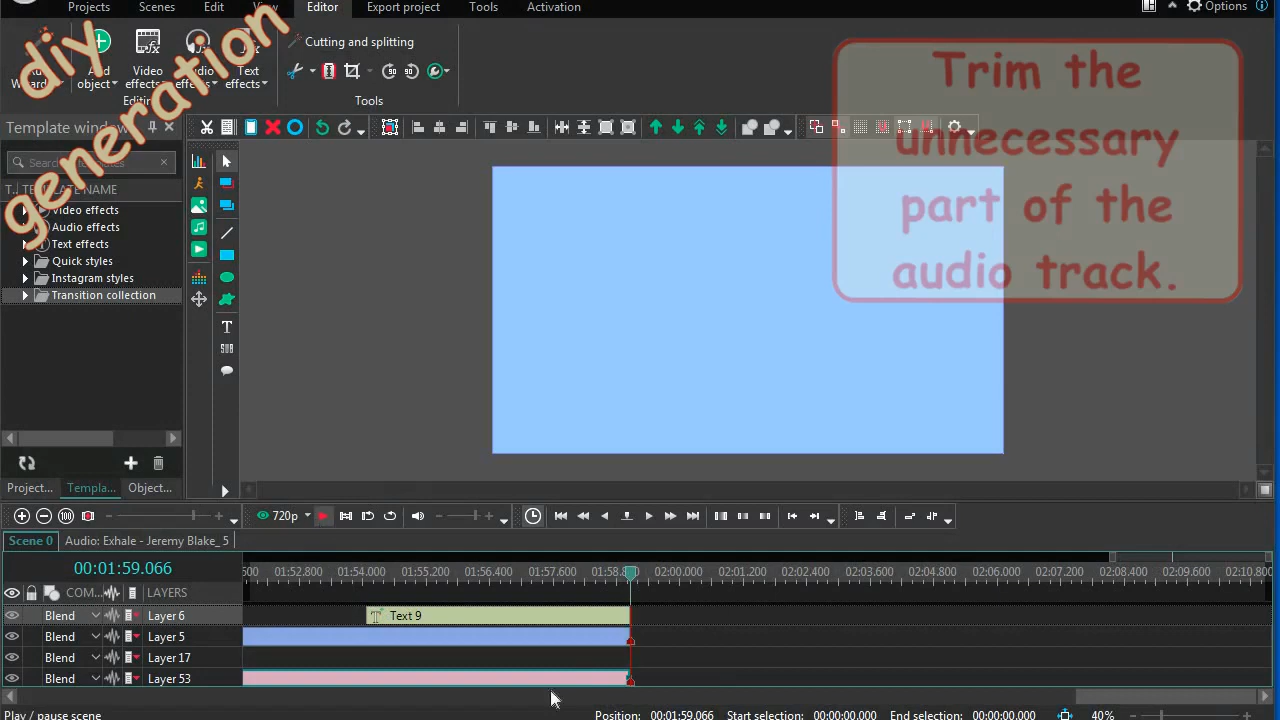 Projects Scenes Edit View Editor Export project Tools Activation Options
diy
generation
Trim the
unnecessary
part of the
audio track.
Add object
Video effects
Audio effects
Text effects
Cutting and splitting
Tools
Template window
Search templates
T... TEMPLATE NAME
Video effects
Audio effects
Text effects
Quick styles
Instagram styles
Transition collection
Project... Templa... Object...
720p
Scene 0 Audio: Exhale - Jeremy Blake_5
00:01:59.066
01:52.800 01:54.000 01:55.200 01:56.400 01:57.600 02:00.000 02:01.200 02:02.400 02:03.600 02:04.800 02:06.000 02:07.200 02:08.400 02:09.600 02:10.800
COM... LAYERS
Blend Layer 6 Text 9
Blend Layer 5
Blend Layer 17
Blend Layer 53
Play / pause scene Position: 00:01:59.066 Start selection: 00:00:00.000 End selection: 00:00:00.000 40%